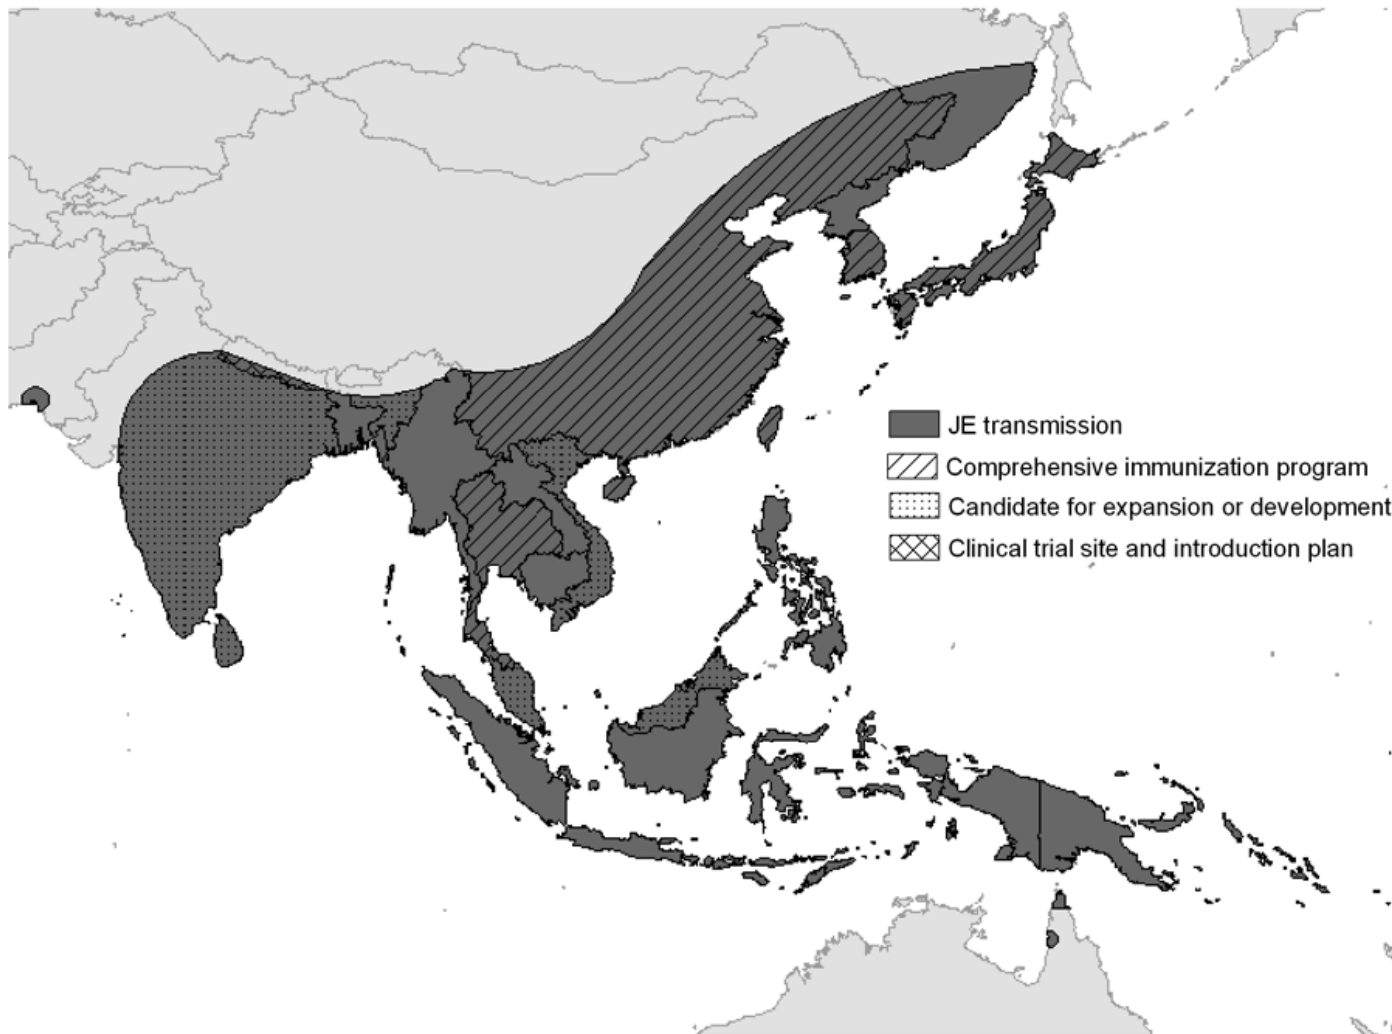 JE transmission
Comprehensive immunization program
Candidate for expansion or development
Clinical trial site and introduction plan